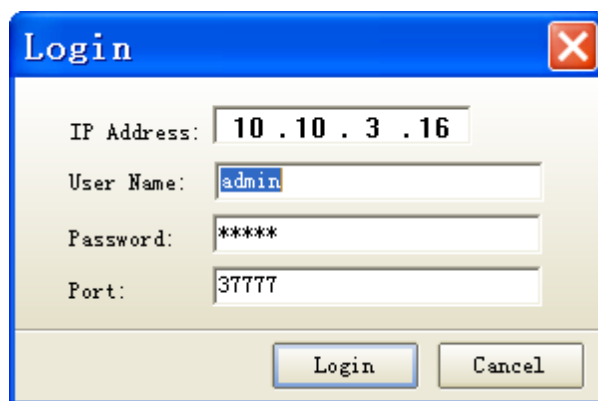 Login
IP Address: 10 . 10 . 3 . 16
User Name: admin
Password: *****
Port: 37777
Login Cancel